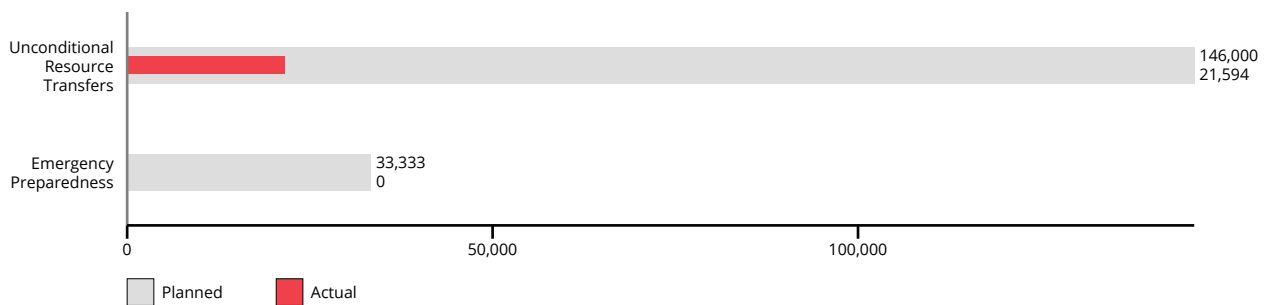 Unconditional
Resource
Transfers
146,000
21,594
Emergency
Preparedness
33,333
0
0
50,000
100,000
Planned
Actual